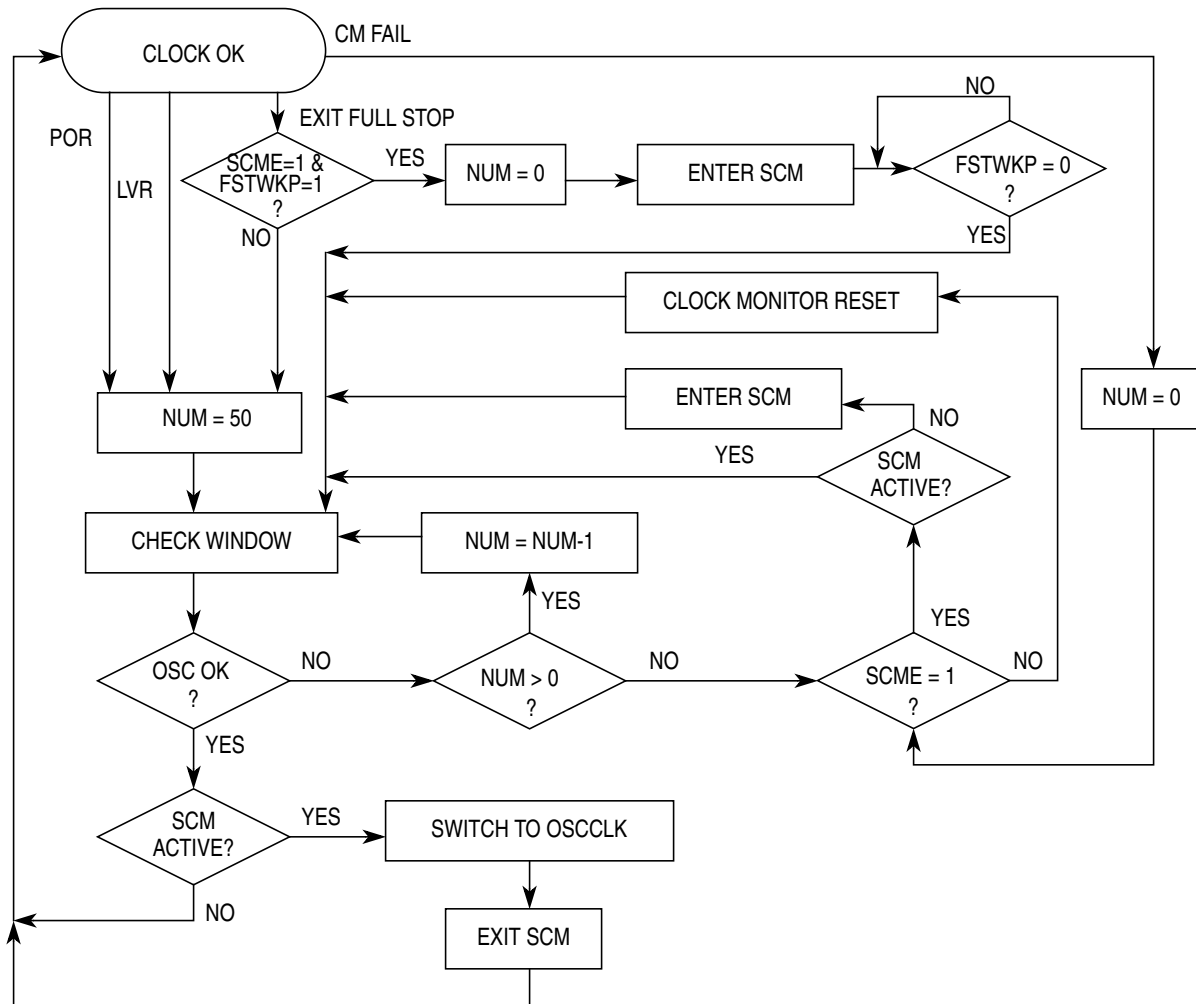 CLOCK OK
CM FAIL
POR
LVR
EXIT FULL STOP
SCME=1 &
FSTWKP=1
?
YES
NO
NUM = 0
ENTER SCM
NO
FSTWKP = 0
?
YES
CLOCK MONITOR RESET
NUM = 50
ENTER SCM
NUM = 0
NO
YES
SCM
ACTIVE?
CHECK WINDOW
NUM = NUM-1
YES
YES
OSC OK
?
NO
NUM > 0
?
NO
SCME = 1
?
NO
YES
SCM
ACTIVE?
YES
SWITCH TO OSCCLK
NO
EXIT SCM